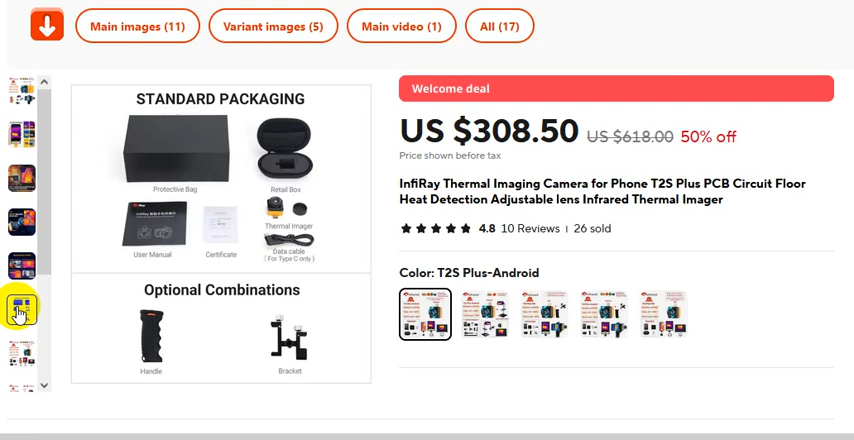 Main images (11)
Variant images (5)
Main video (1)
All (17)
STANDARD PACKAGING
Protective Bag
Retail Box
User Manual
Certificate
Thermal Imager
Data cable
( For Type C only )
Optional Combinations
Handle
Bracket
Welcome deal
US $308.50 US $618.00 50% off
Price shown before tax
InfiRay Thermal Imaging Camera for Phone T2S Plus PCB Circuit Floor
Heat Detection Adjustable lens Infrared Thermal Imager
4.8 10 Reviews | 26 sold
Color: T2S Plus-Android